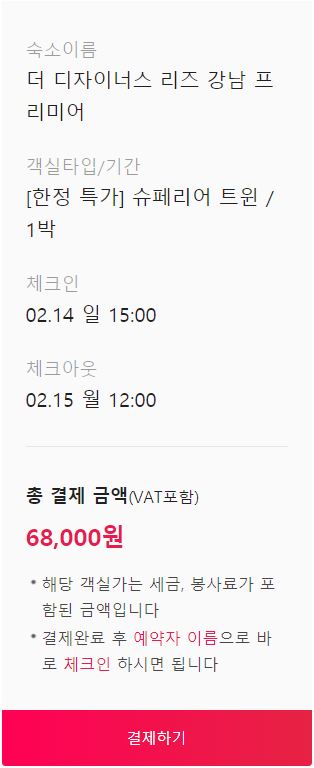 숙소이름
더 디자이너스 리즈 강남 프
리미어
객실타입/기간
[한정 특가] 슈페리어 트윈 /
1박
체크인
02.14 일 15:00
체크아웃
02.15 월 12:00
총 결제 금액(VAT포함)
68,000원
• 해당 객실가는 세금, 봉사료가 포
함된 금액입니다
• 결제완료 후 예약자 이름으로 바
로 체크인 하시면 됩니다
결제하기